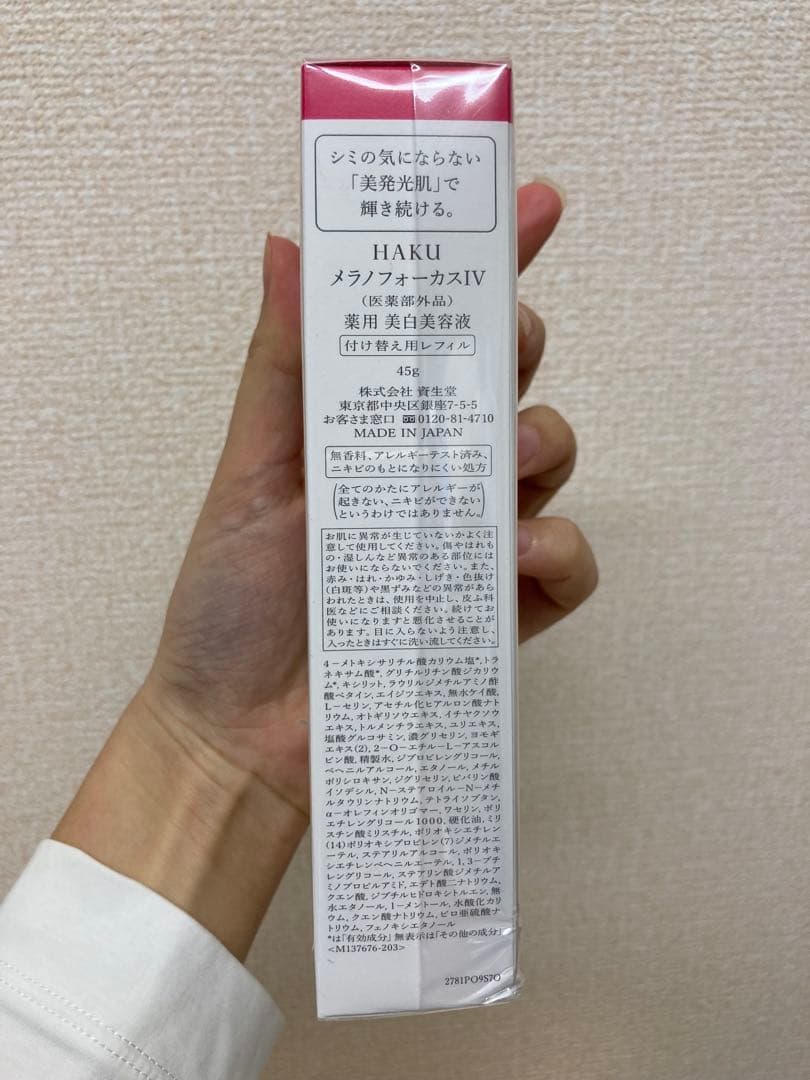 シミの気にならない
「美発光肌」で
輝き続ける。
HAKU
メラノフォーカスIV
(医薬部外品)
薬用 美白美容液
付け替え用レフィル
45g
株式会社 資生堂
東京都中央区銀座7-5-5
お客さま窓口 0120-81-4710
MADE IN JAPAN
無香料、アレルギーテスト済み、
ニキビのもとになりにくい処方
(全てのかたにアレルギーが
起きない、ニキビができない
というわけではありません。)
お肌に異常が生じていないかよく注
意して使用してください。傷やはれも
の・湿しんなど異常のある部位には
お使いにならないでください。また、
赤み・はれ・かゆみ・しげき・色抜け
(白斑等)や黒ずみなどの異常があら
われたときは、使用を中止し、皮ふ科
医などにご相談ください。続けてお
使いになりますと悪化させることが
あります。目に入らないよう注意し、
入ったときはすぐに洗い流してください。
4-メトキシサリチル酸カリウム塩*,トラ
ネキサム酸*, グリチルリチン酸ジカリウ
ム*, キシリット, ラウリルジメチルアミノ酢
酸ベタイン, エイジツエキス, 無水ケイ酸,
L-セリン, アセチル化ヒアルロン酸ナト
リウム, オトギリソウエキス, イチヤクソウ
エキス, トルメンチラエキス, ユリエキス,
塩酸グルコサミン, 濃グリセリン, ヨモギ
エキス(2), 2-O-エチル-L-アスコル
ビン酸, 精製水, ジプロピレングリコール,
ベヘニルアルコール, エタノール, メチル
ポリシロキサン, ジグリセリン, ピバリン酸
イソデシル, N-ステアロイル-N-メチ
ルタウリンナトリウム, テトライソブタン,
α-オレフィンオリゴマー, ワセリン, ポリ
エチレングリコール1000, 硬化油, ミリ
スチン酸ミリスチル, ポリオキシエチレン
(14)ポリオキシプロピレン(7)ジメチルエ
ーテル, ステアリルアルコール, ポリオキ
シエチレンベヘニルエーテル, 1,3-ブチ
レングリコール, ステアリン酸ジメチルア
ミノプロピルアミド, エデト酸二ナトリウム,
クエン酸, ジブチルヒドロキシトルエン, 無
水エタノール, l-メントール, 水酸化カリ
ウム, クエン酸ナトリウム, ピロ亜硫酸ナ
トリウム, フェノキシエタノール
*は「有効成分」無表示は「その他の成分」
<M137676-203>
2781PO9S7O